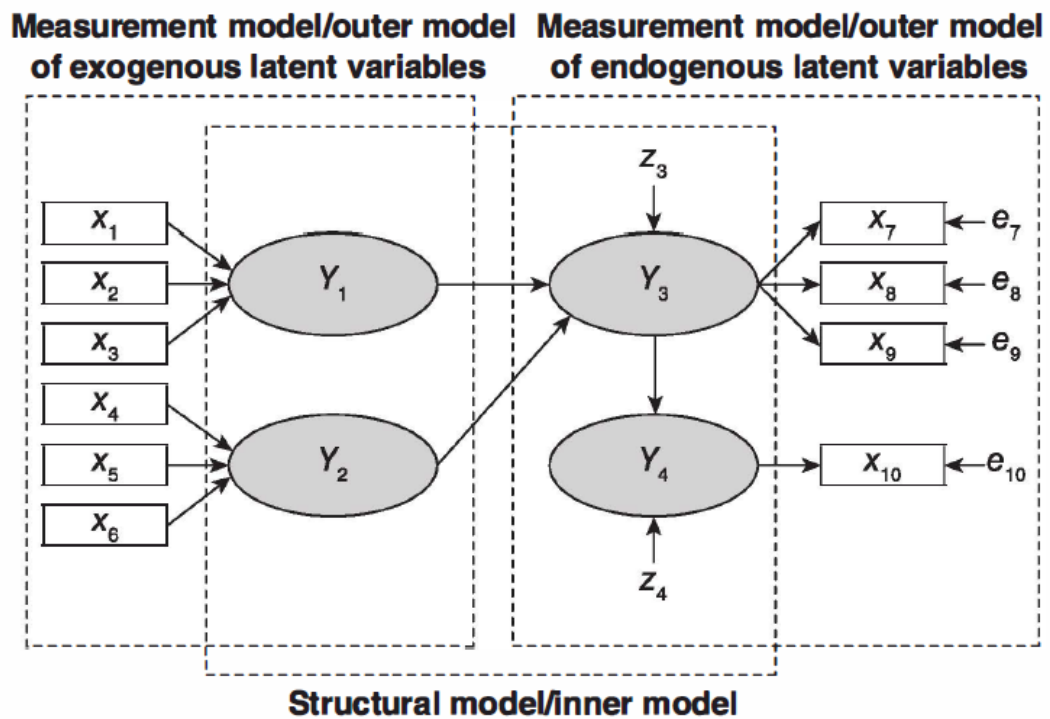 Measurement model/outer model
of exogenous latent variables
Measurement model/outer model
of endogenous latent variables
z₃
x₁
x₂
x₃
x₄
x₅
x₆
Y₁
Y₂
Y₃
Y₄
x₇
x₈
x₉
x₁₀
e₇
e₈
e₉
e₁₀
z₄
Structural model/inner model